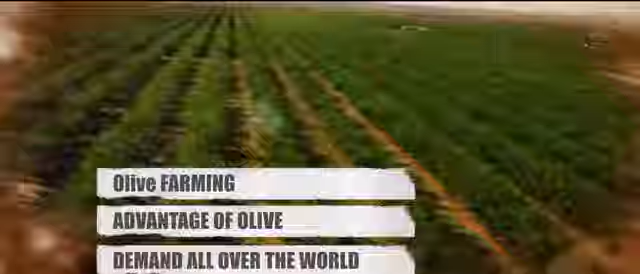 Olive FARMING
ADVANTAGE OF OLIVE
DEMAND ALL OVER THE WORLD